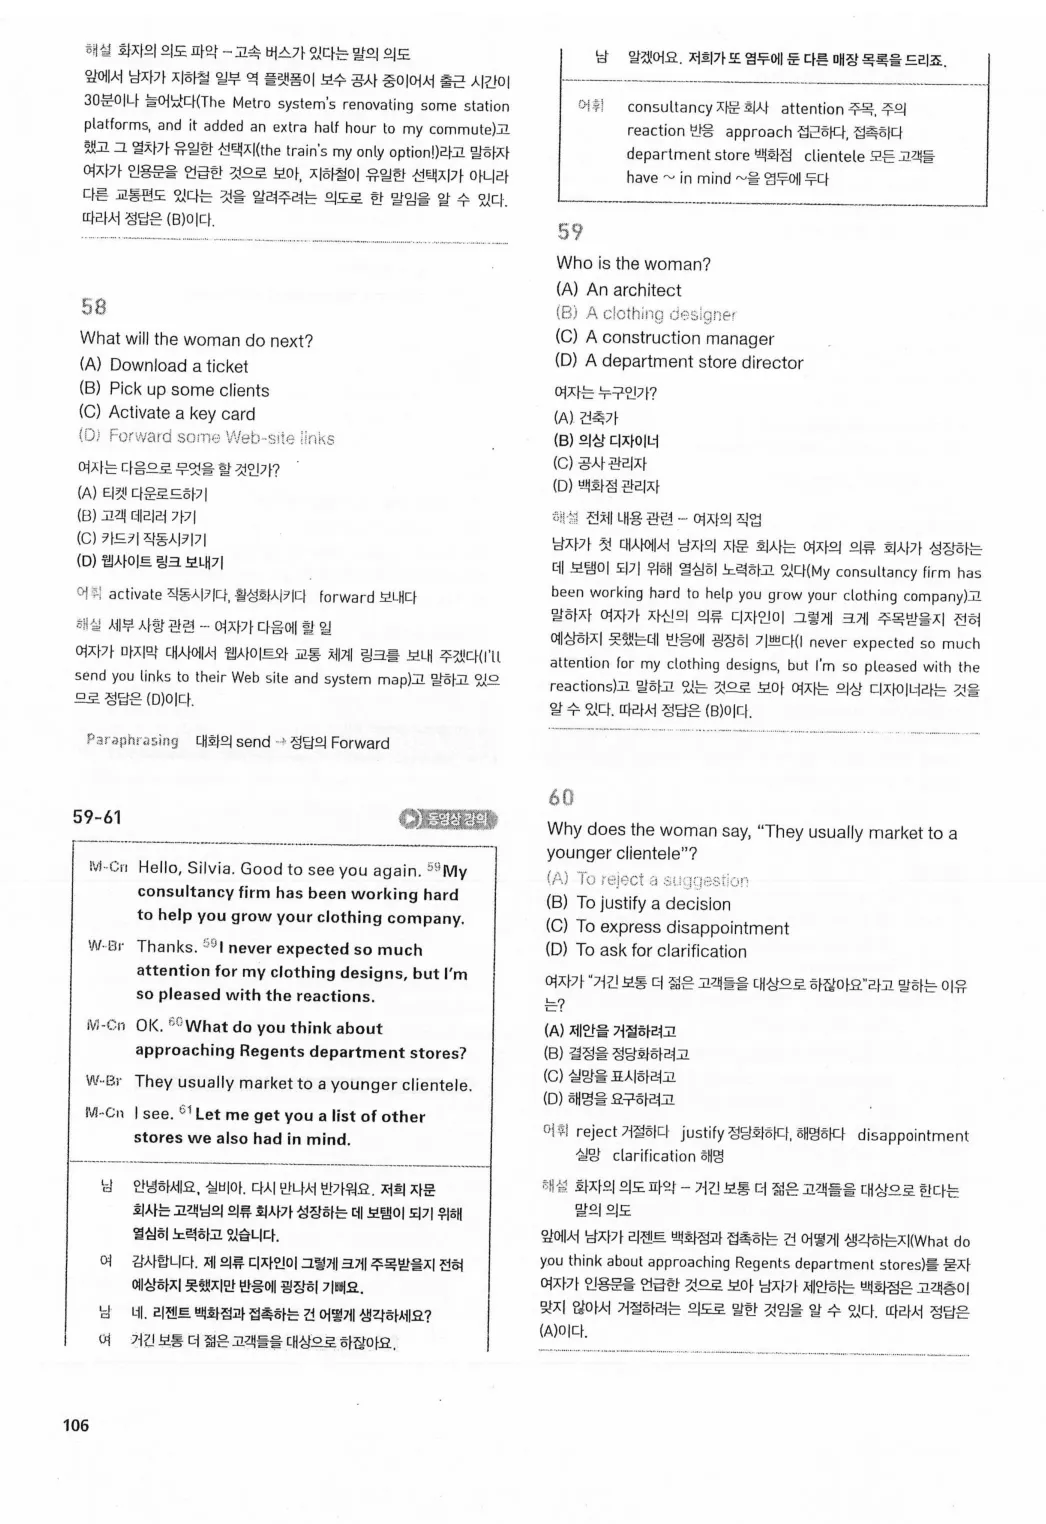 해설 화자의 의도 파악 – 고속 버스가 있다는 말의 의도
앞에서 남자가 지하철 일부 역 플랫폼이 보수 공사 중이어서 출근 시간이
30분이나 늘어났다(The Metro system's renovating some station
platforms, and it added an extra half hour to my commute)고
했고 그 열차가 유일한 선택지(the train's my only option!)라고 말하자
여자가 인용문을 언급한 것으로 보아, 지하철이 유일한 선택지가 아니라
다른 교통편도 있다는 것을 알려주려는 의도로 한 말임을 알 수 있다.
따라서 정답은 (B)이다.
58
What will the woman do next?
(A) Download a ticket
(B) Pick up some clients
(C) Activate a key card
(D) Forward some Web-site links
여자는 다음으로 무엇을 할 것인가?
(A) 티켓 다운로드하기
(B) 고객 데리러 가기
(C) 카드키 작동시키기
(D) 웹사이트 링크 보내기
어휘 activate 작동시키다, 활성화시키다 forward 보내다
해설 세부 사항 관련 – 여자가 다음에 할 일
여자가 마지막 대사에서 웹사이트와 교통 체계 링크를 보내 주겠다(I'll
send you links to their Web site and system map)고 말하고 있으
므로 정답은 (D)이다.
Paraphrasing 대화의 send → 정답의 Forward
59-61 동영상 강의
M-Cn Hello, Silvia. Good to see you again. 59My
consultancy firm has been working hard
to help you grow your clothing company.
W-Br Thanks. 59I never expected so much
attention for my clothing designs, but I'm
so pleased with the reactions.
M-Cn OK. 60What do you think about
approaching Regents department stores?
W-Br They usually market to a younger clientele.
M-Cn I see. 61Let me get you a list of other
stores we also had in mind.
남 안녕하세요, 실비아. 다시 만나서 반가워요. 저희 자문
회사는 고객님의 의류 회사가 성장하는 데 보탬이 되기 위해
열심히 노력하고 있습니다.
여 감사합니다. 제 의류 디자인이 그렇게 크게 주목받을지 전혀
예상하지 못했지만 반응에 굉장히 기뻐요.
남 네. 리젠트 백화점과 접촉하는 건 어떻게 생각하세요?
여 거긴 보통 더 젊은 고객들을 대상으로 하잖아요.
남 알겠어요. 저희가 또 염두에 둔 다른 매장 목록을 드리죠.
어휘 consultancy 자문 회사 attention 주목, 주의
reaction 반응 approach 접근하다, 접촉하다
department store 백화점 clientele 모든 고객들
have ~ in mind ~을 염두에 두다
59
Who is the woman?
(A) An architect
(B) A clothing designer
(C) A construction manager
(D) A department store director
여자는 누구인가?
(A) 건축가
(B) 의상 디자이너
(C) 공사 관리자
(D) 백화점 관리자
해설 전체 내용 관련 – 여자의 직업
남자가 첫 대사에서 남자의 자문 회사는 여자의 의류 회사가 성장하는
데 보탬이 되기 위해 열심히 노력하고 있다(My consultancy firm has
been working hard to help you grow your clothing company)고
말하자 여자가 자신의 의류 디자인이 그렇게 크게 주목받을지 전혀
예상하지 못했는데 반응에 굉장히 기쁘다(I never expected so much
attention for my clothing designs, but I'm so pleased with the
reactions)고 말하고 있는 것으로 보아 여자는 의상 디자이너라는 것을
알 수 있다. 따라서 정답은 (B)이다.
60
Why does the woman say, “They usually market to a
younger clientele”?
(A) To reject a suggestion
(B) To justify a decision
(C) To express disappointment
(D) To ask for clarification
여자가 “거긴 보통 더 젊은 고객들을 대상으로 하잖아요”라고 말하는 이유
는?
(A) 제안을 거절하려고
(B) 결정을 정당화하려고
(C) 실망을 표시하려고
(D) 해명을 요구하려고
어휘 reject 거절하다 justify 정당화하다, 해명하다 disappointment
실망 clarification 해명
해설 화자의 의도 파악 – 거긴 보통 더 젊은 고객들을 대상으로 한다는
말의 의도
앞에서 남자가 리젠트 백화점과 접촉하는 건 어떻게 생각하는지(What do
you think about approaching Regents department stores)를 묻자
여자가 인용문을 언급한 것으로 보아 남자가 제안하는 백화점은 고객층이
맞지 않아서 거절하려는 의도로 말한 것임을 알 수 있다. 따라서 정답은
(A)이다.
106